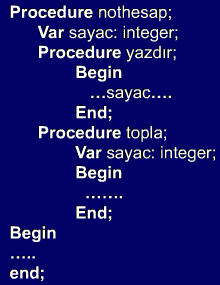 Procedure nothesap;
Var sayac: integer;
Procedure yazdır;
Begin
…sayac….
End;
Procedure topla;
Var sayac: integer;
Begin
…….
End;
Begin
…..
end;